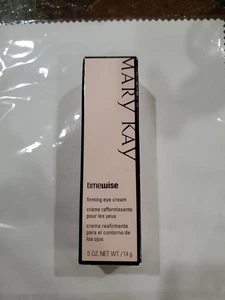 MARY KAY
timewise
firming eye cream
crème raffermissante
pour les yeux
crema reafirmante
para el contorno de
los ojos
.5 OZ. NET WT. / 14 g